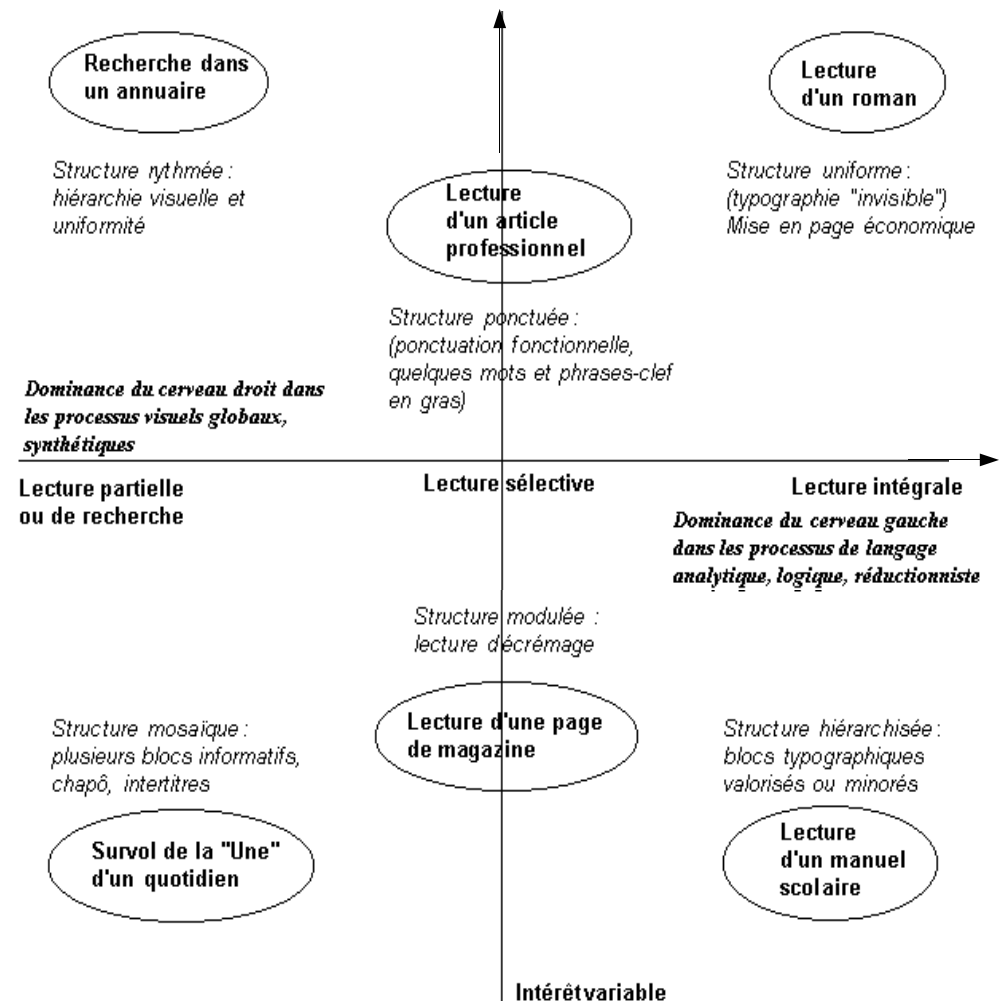 Recherche dans
un annuaire
Lecture
d'un roman
Structure rythmée :
hiérarchie visuelle et
uniformité
Lecture
d'un article
professionnel
Structure uniforme :
(typographie "invisible")
Mise en page économique
Structure ponctuée :
(ponctuation fonctionnelle,
quelques mots et phrases-clef
en gras)
Dominance du cerveau droit dans
les processus visuels globaux,
synthétiques
Lecture partielle
ou de recherche
Lecture sélective
Lecture intégrale
Dominance du cerveau gauche
dans les processus de langage
analytique, logique, réductionniste
Structure modulée :
lecture d'écrémage
Lecture d'une page
de magazine
Structure mosaïque :
plusieurs blocs informatifs,
chapô, intertitres
Structure hiérarchisée :
blocs typographiques
valorisés ou minorés
Survol de la "Une"
d'un quotidien
Lecture
d'un manuel
scolaire
Intérêt variable